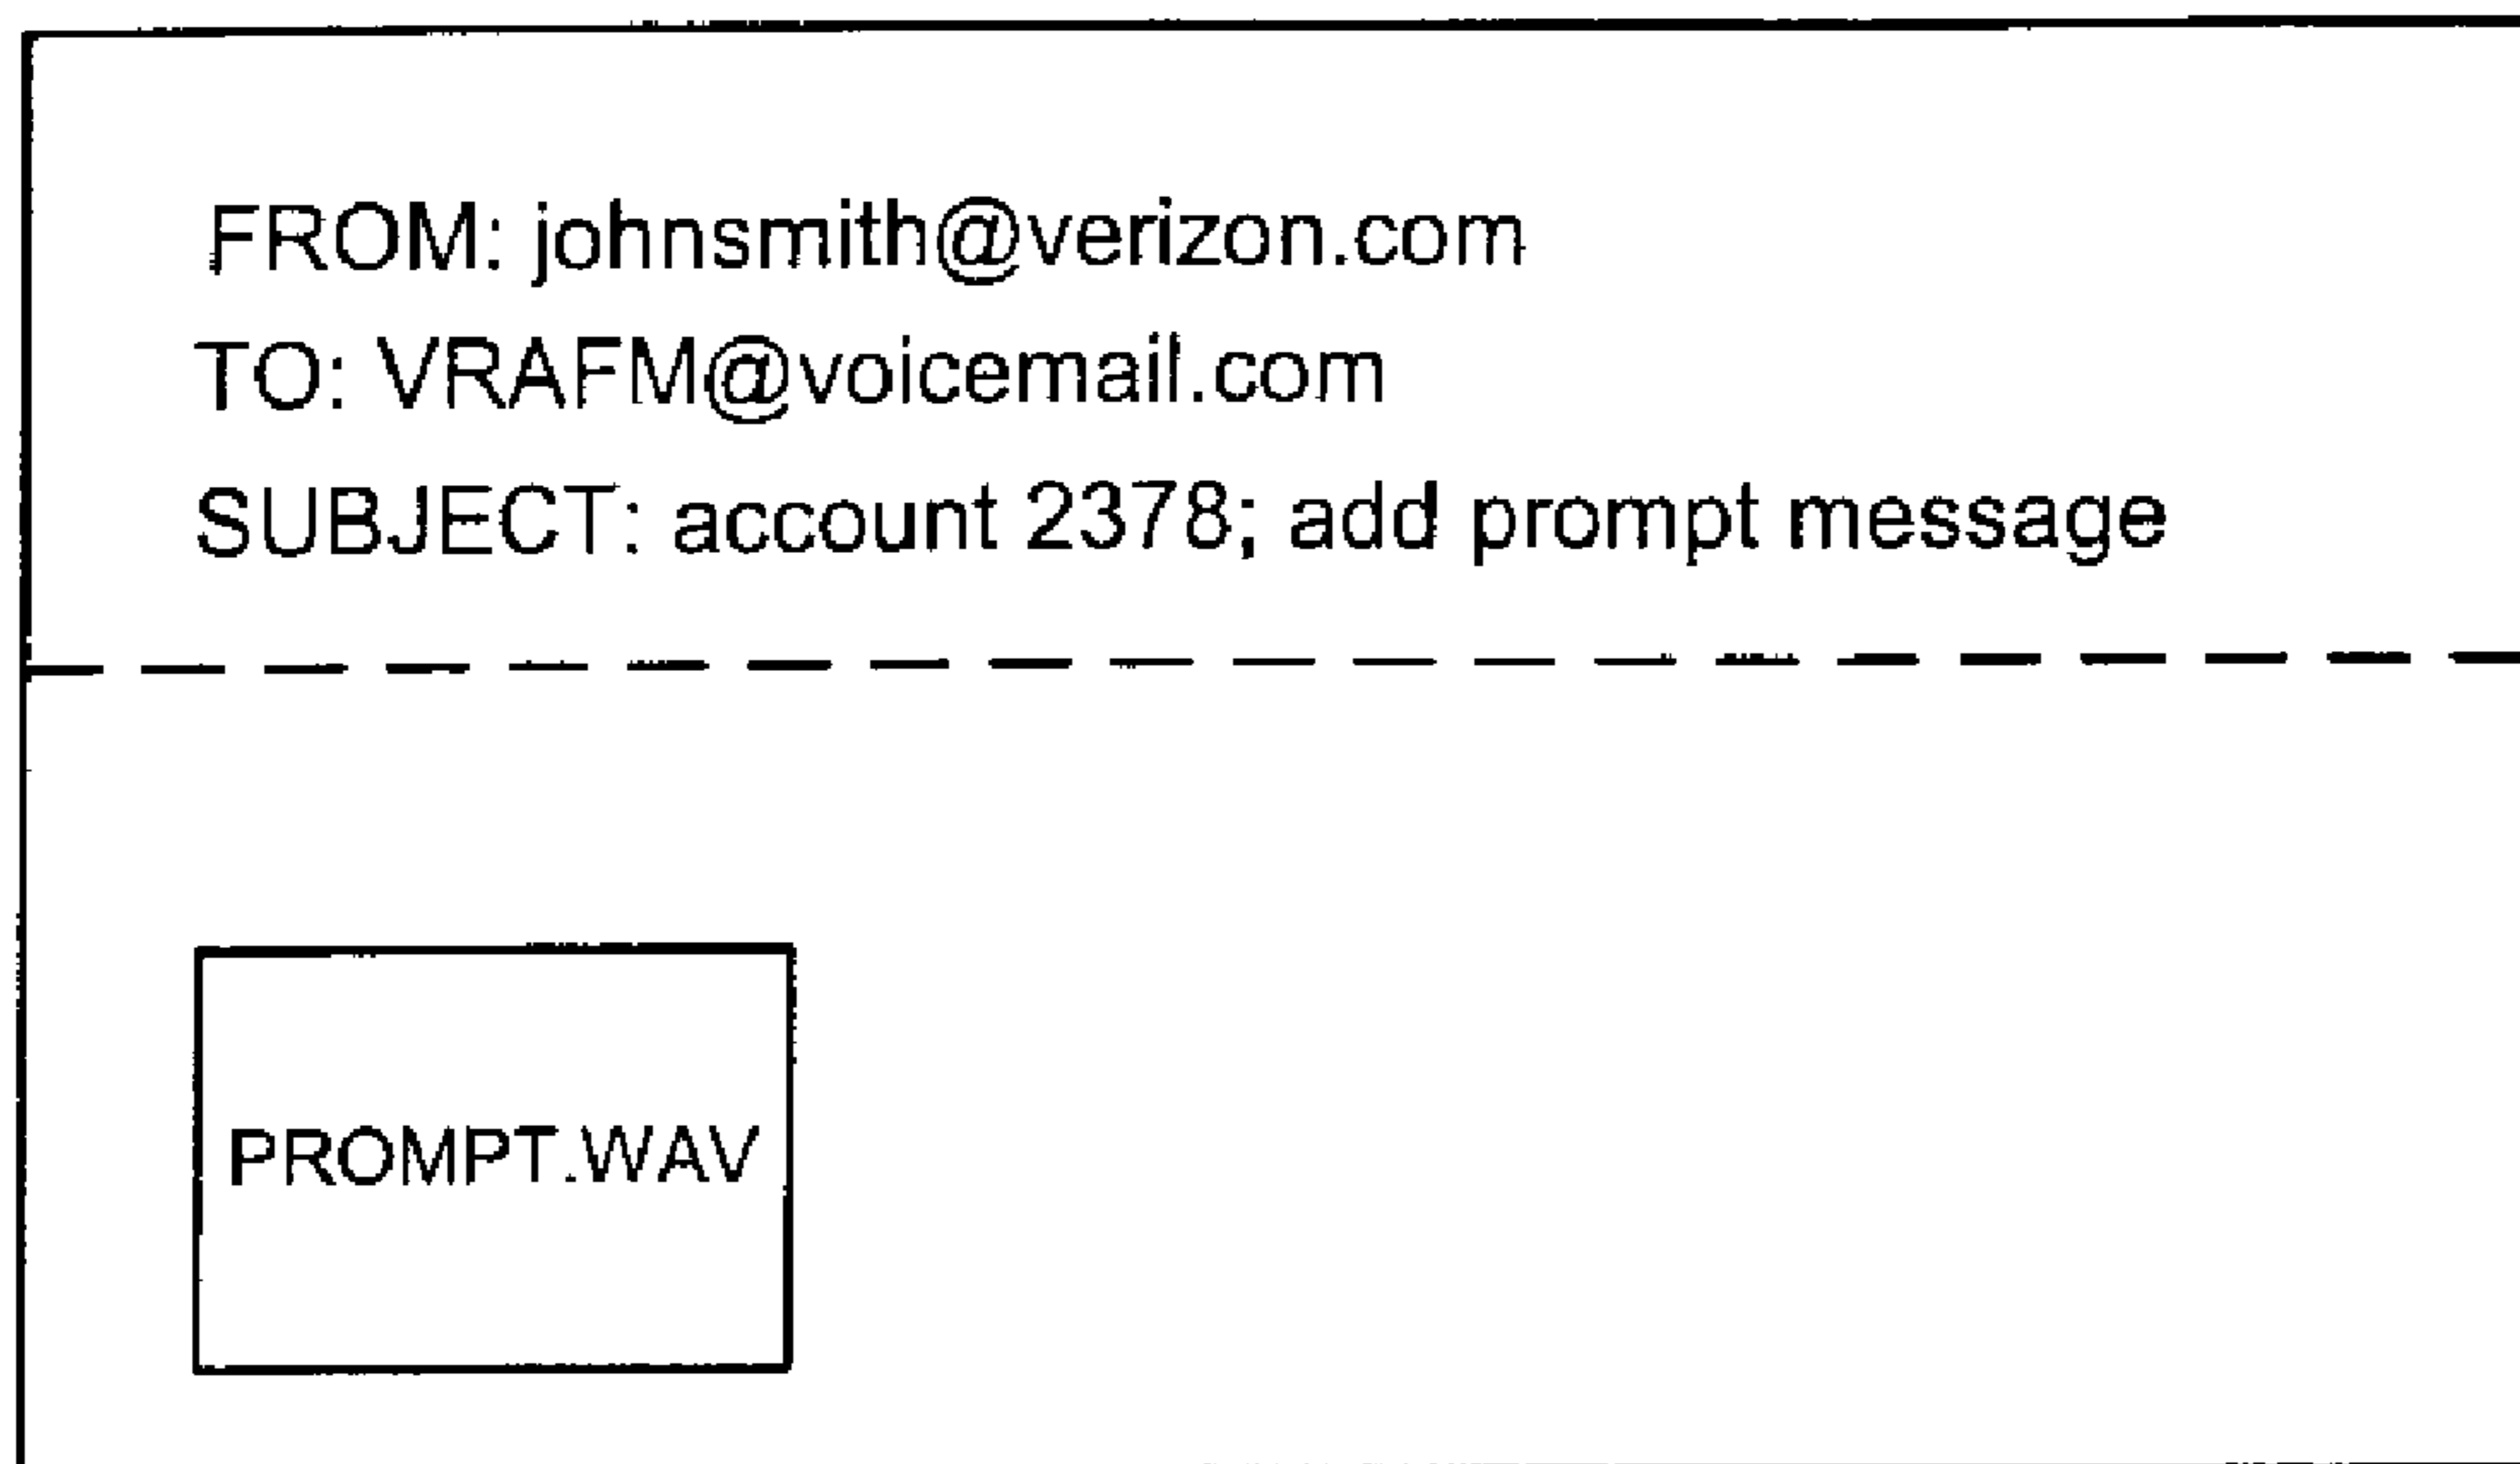 FROM: johnsmith@verizon.com
TO: VRAFM@voicemail.com
SUBJECT: account 2378; add prompt message
PROMPT.WAV